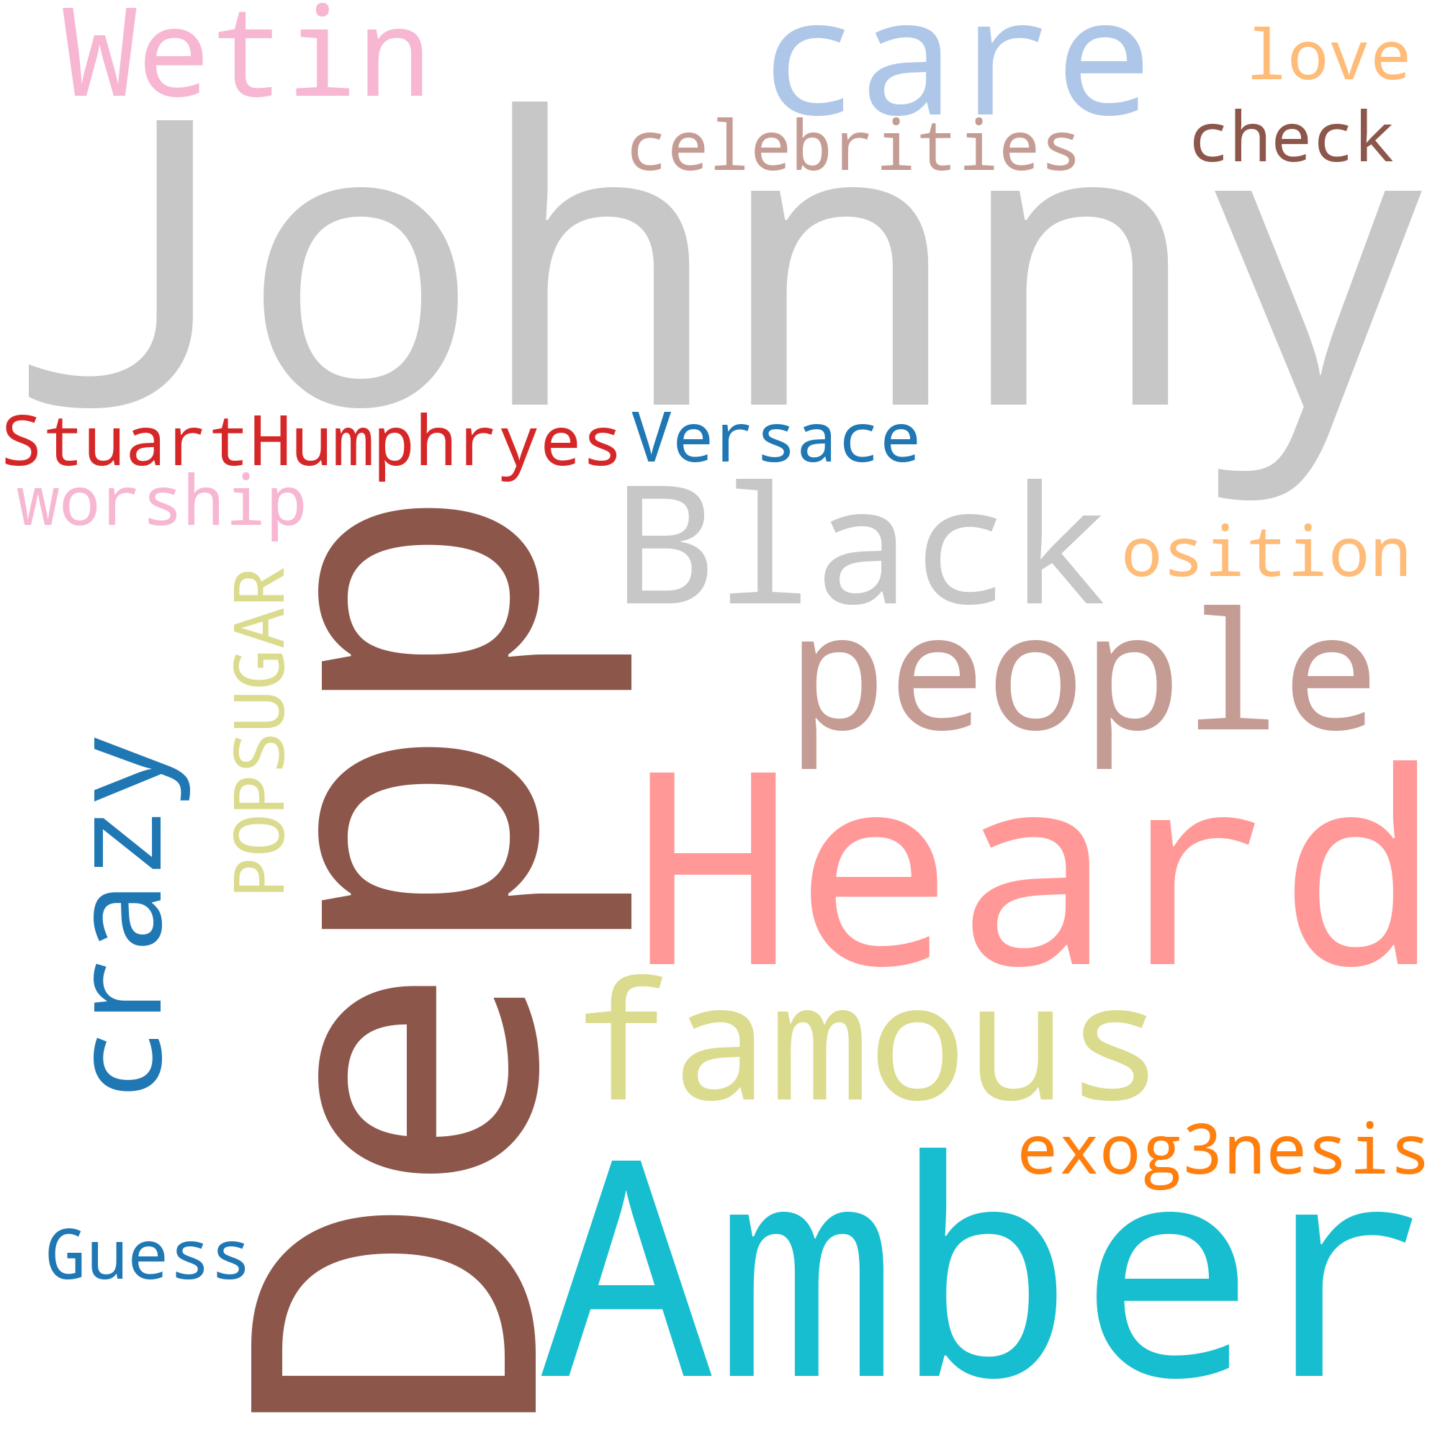 Wetin
care
love
celebrities
check
Johnny
StuartHumphryes
Versace
worship
Black
osition
POPSUGAR
people
crazy
Depp
Heard
famous
exog3nesis
Guess
Amber